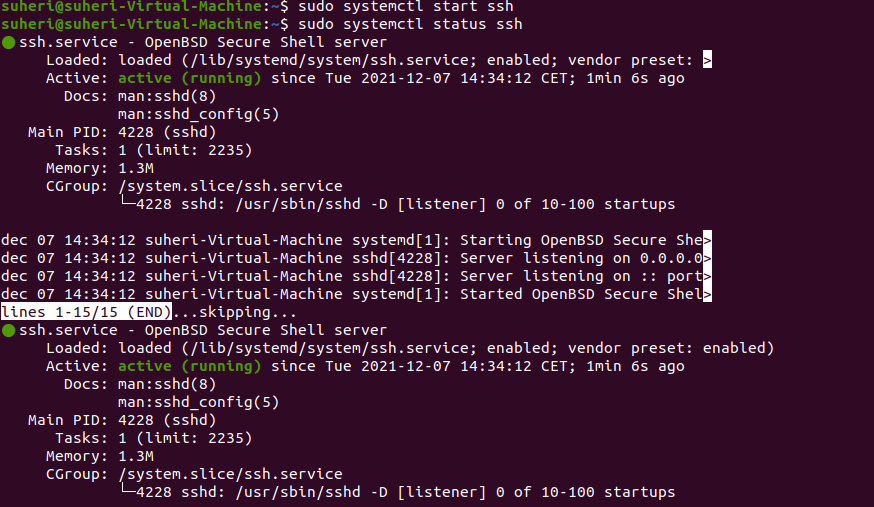 suheri@suheri-Virtual-Machine:~$ sudo systemctl start ssh
suheri@suheri-Virtual-Machine:~$ sudo systemctl status ssh
● ssh.service - OpenBSD Secure Shell server
     Loaded: loaded (/lib/systemd/system/ssh.service; enabled; vendor preset: >
     Active: active (running) since Tue 2021-12-07 14:34:12 CET; 1min 6s ago
       Docs: man:sshd(8)
             man:sshd_config(5)
   Main PID: 4228 (sshd)
      Tasks: 1 (limit: 2235)
     Memory: 1.3M
     CGroup: /system.slice/ssh.service
             └─4228 sshd: /usr/sbin/sshd -D [listener] 0 of 10-100 startups

dec 07 14:34:12 suheri-Virtual-Machine systemd[1]: Starting OpenBSD Secure She>
dec 07 14:34:12 suheri-Virtual-Machine sshd[4228]: Server listening on 0.0.0.0>
dec 07 14:34:12 suheri-Virtual-Machine sshd[4228]: Server listening on :: port>
dec 07 14:34:12 suheri-Virtual-Machine systemd[1]: Started OpenBSD Secure Shel>
lines 1-15/15 (END)...skipping...
● ssh.service - OpenBSD Secure Shell server
     Loaded: loaded (/lib/systemd/system/ssh.service; enabled; vendor preset: enabled)
     Active: active (running) since Tue 2021-12-07 14:34:12 CET; 1min 6s ago
       Docs: man:sshd(8)
             man:sshd_config(5)
   Main PID: 4228 (sshd)
      Tasks: 1 (limit: 2235)
     Memory: 1.3M
     CGroup: /system.slice/ssh.service
             └─4228 sshd: /usr/sbin/sshd -D [listener] 0 of 10-100 startups